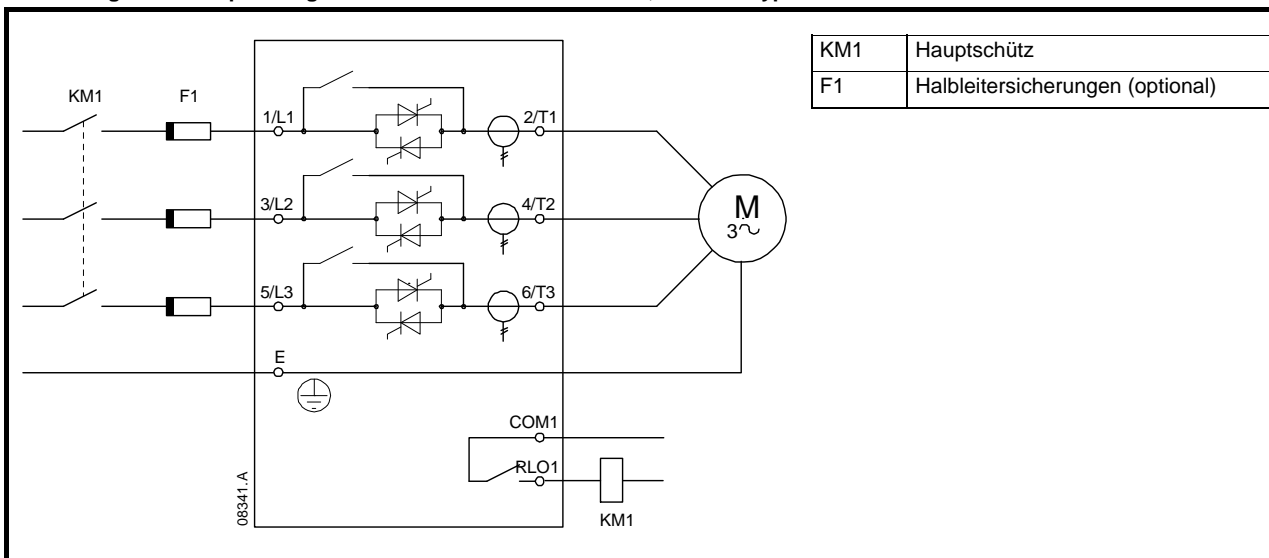 KM1 Hauptschütz
F1 Halbleitersicherungen (optional)
KM1 F1
1/L1 2/T1
3/L2 4/T2
M
3
5/L3 6/T3
E
COM1
RLO1
KM1
08341.A